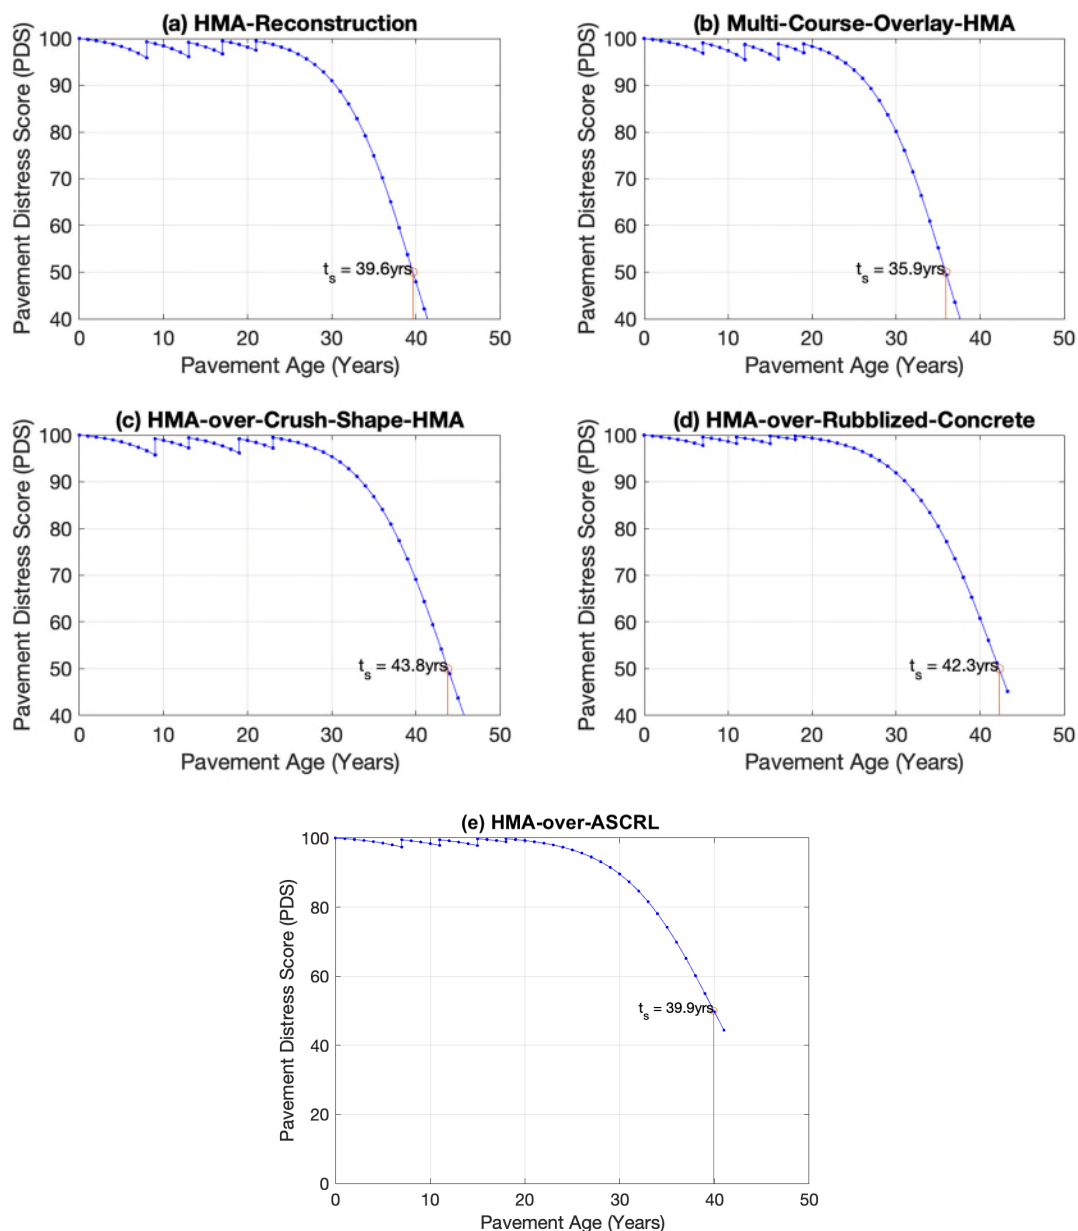 (a) HMA-Reconstruction
Pavement Distress Score (PDS)
100
90
80
70
60
50
40
t_s = 39.6yrs
0 10 20 30 40 50
Pavement Age (Years)
(b) Multi-Course-Overlay-HMA
Pavement Distress Score (PDS)
100
90
80
70
60
50
40
t_s = 35.9yrs
0 10 20 30 40 50
Pavement Age (Years)
(c) HMA-over-Crush-Shape-HMA
Pavement Distress Score (PDS)
100
90
80
70
60
50
40
t_s = 43.8yrs
0 10 20 30 40 50
Pavement Age (Years)
(d) HMA-over-Rubblized-Concrete
Pavement Distress Score (PDS)
100
90
80
70
60
50
40
t_s = 42.3yrs
0 10 20 30 40 50
Pavement Age (Years)
(e) HMA-over-ASCRL
Pavement Distress Score (PDS)
100
80
60
40
20
0
t_s = 39.9yrs
0 10 20 30 40 50
Pavement Age (Years)